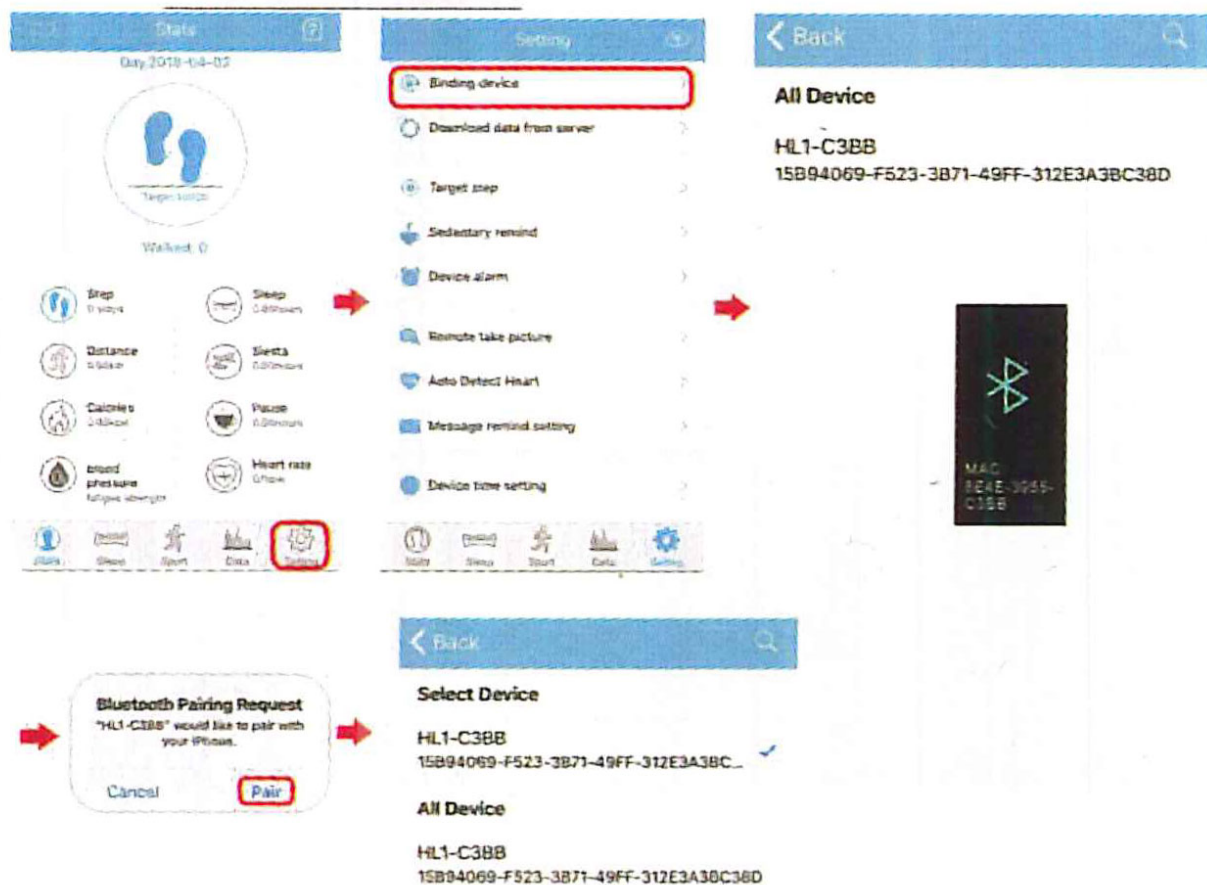 Stats
Day 2018-04-02
Walked: 0
Step
Distance
Calories
blood
pressure
Sleep
Siesta
Pause
Heart rate
Stats
Sleep
Sport
Data
Setting
Setting
Binding device
Download data from server
Target step
Sedentary remind
Device alarm
Remote take picture
Auto Detect Heart
Message remind setting
Device time setting
Stats
Sleep
Sport
Data
Setting
Back
All Device
HL1-C3BB
15B94069-F523-3B71-49FF-312E3A3BC38D
MAC
C3BB
Bluetooth Pairing Request
"HL1-C3BB" would like to pair with
your iPhone.
Cancel
Pair
Back
Select Device
HL1-C3BB
15B94069-F523-3B71-49FF-312E3A3BC...
All Device
HL1-C3BB
15B94069-F523-3B71-49FF-312E3A3BC38D